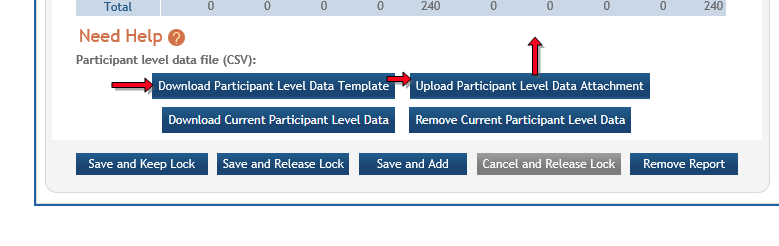 Total 0 0 0 0 240 0 0 0 0 240
Need Help ?
Participant level data file (CSV):
Download Participant Level Data Template Upload Participant Level Data Attachment
Download Current Participant Level Data Remove Current Participant Level Data
Save and Keep Lock Save and Release Lock Save and Add Cancel and Release Lock Remove Report